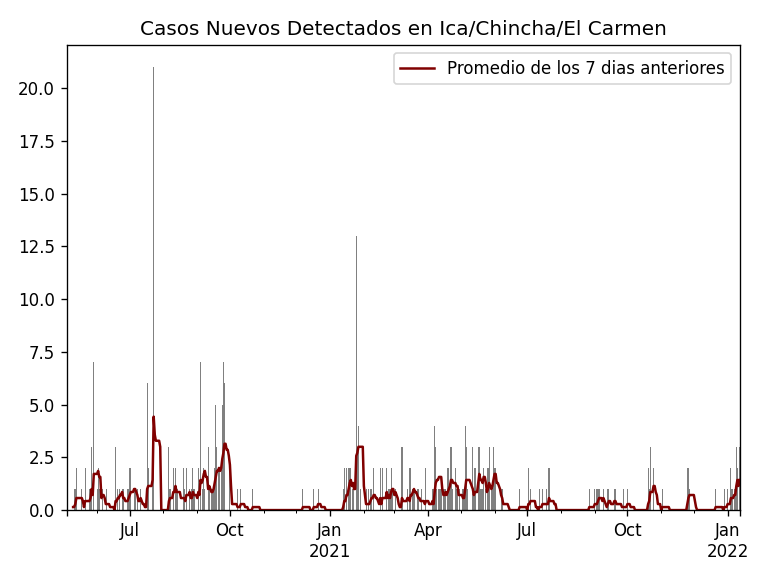 Casos Nuevos Detectados en Ica/Chincha/El Carmen
Promedio de los 7 dias anteriores
20.0
17.5
15.0
12.5
10.0
7.5
5.0
2.5
0.0
Jul
Oct
Jan
2021
Apr
Jul
Oct
Jan
2022